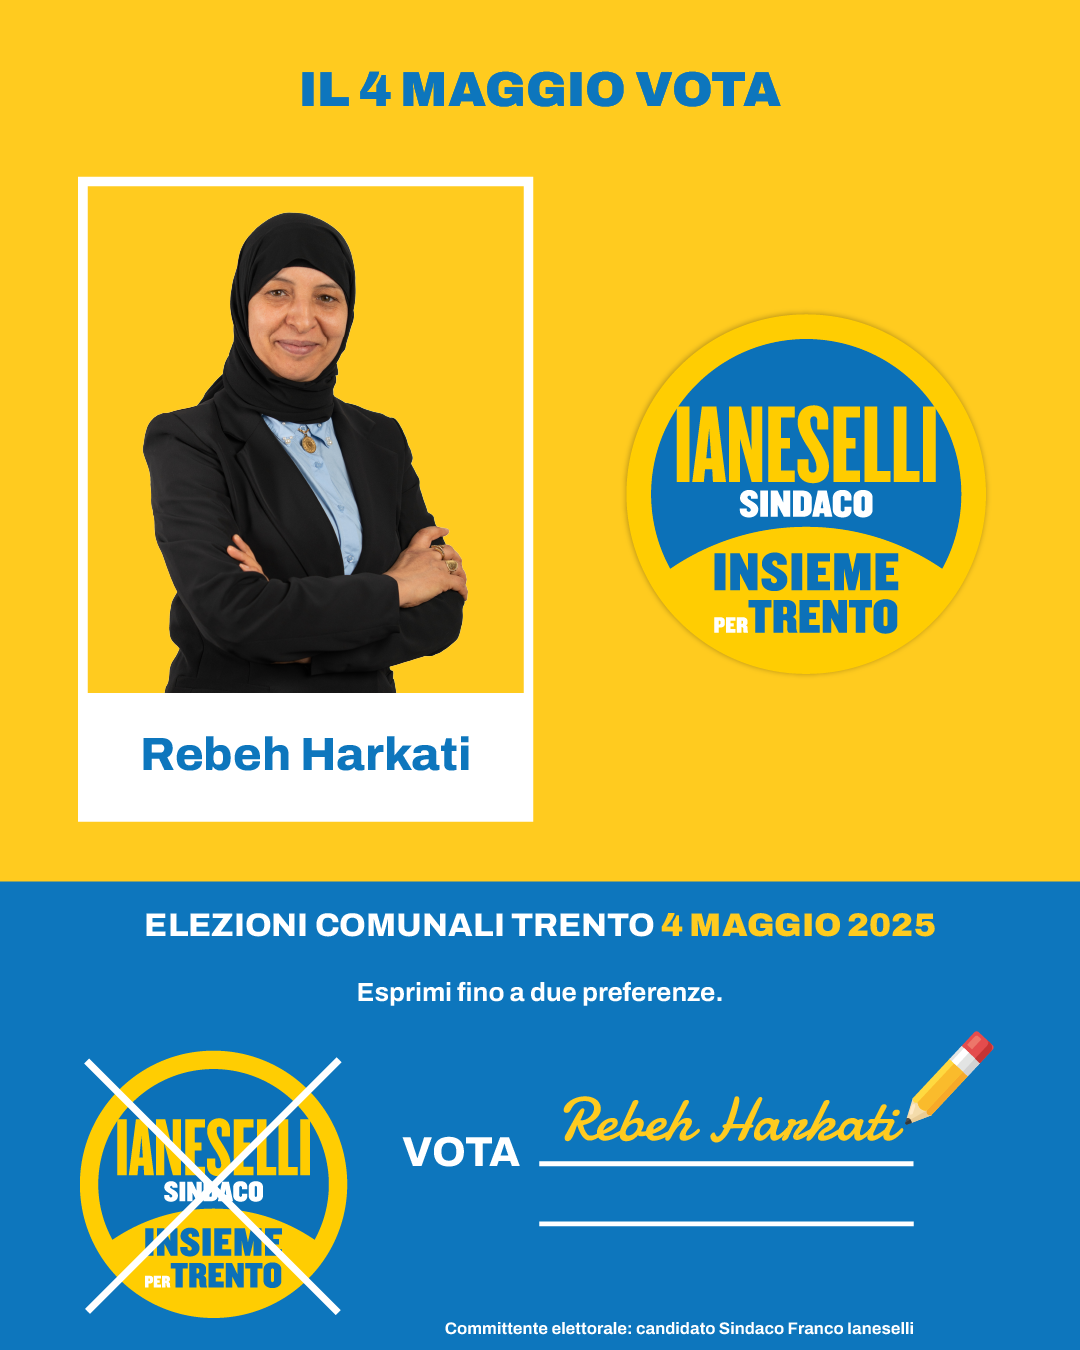 IL 4 MAGGIO VOTA
IANESELLI
SINDACO
INSIEME
PER TRENTO
Rebeh Harkati
ELEZIONI COMUNALI TRENTO 4 MAGGIO 2025
Esprimi fino a due preferenze.
IANESELLI
SINDACO
INSIEME
PER TRENTO
VOTA
Rebeh Harkati
Committente elettorale: candidato Sindaco Franco Ianeselli